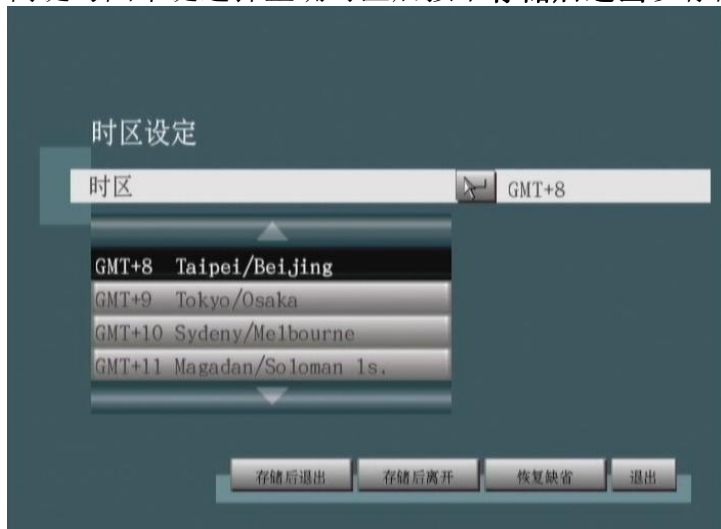 时区设定
时区 GMT+8
GMT+8 Taipei/Beijing
GMT+9 Tokyo/Osaka
GMT+10 Sydeny/Melbourne
GMT+11 Magadan/Soloman ls.
存储后退出 存储后离开 恢复缺省 退出